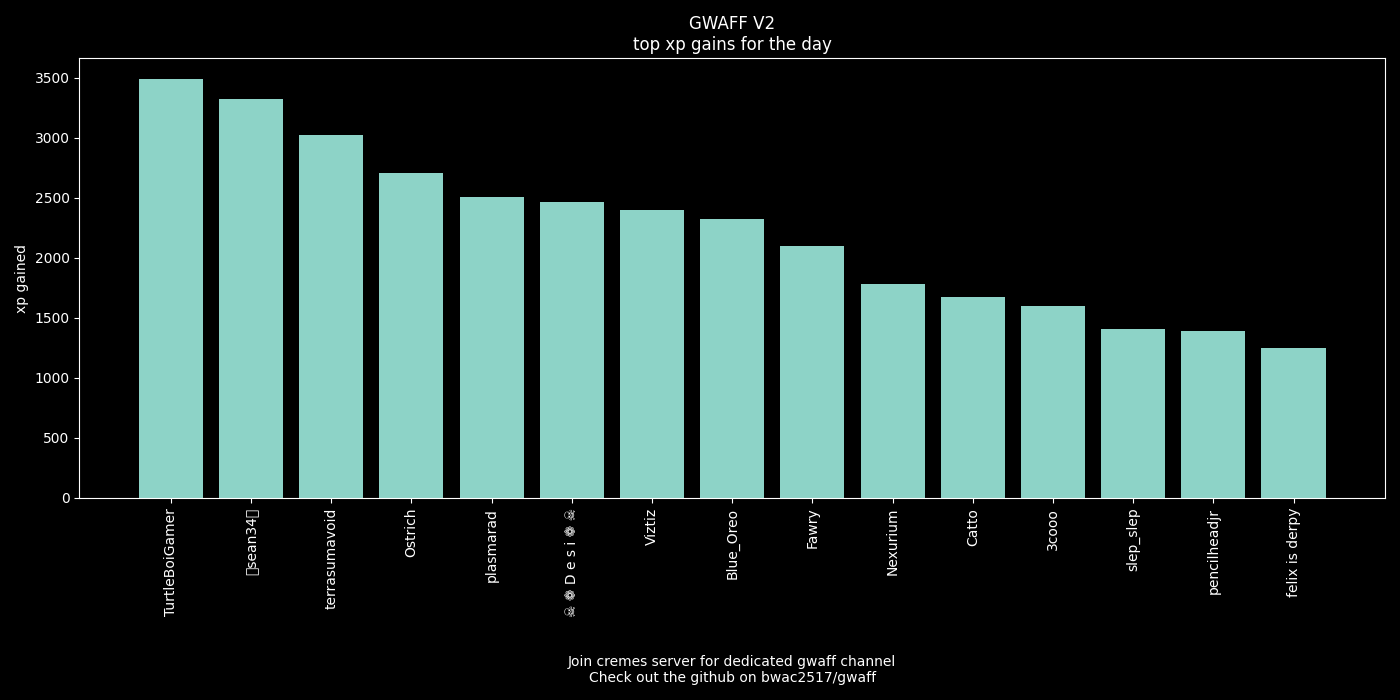 GWAFF V2
top xp gains for the day
xp gained
3500
3000
2500
2000
1500
1000
500
0
TurtleBoiGamer
sean34
terrasumavoid
Ostrich
plasmarad
☠ ❁ D e s i ❁ ☠
Viztiz
Blue_Oreo
Fawry
Nexurium
Catto
3cooo
slep_slep
pencilheadjr
felix is derpy
Join cremes server for dedicated gwaff channel
Check out the github on bwac2517/gwaff